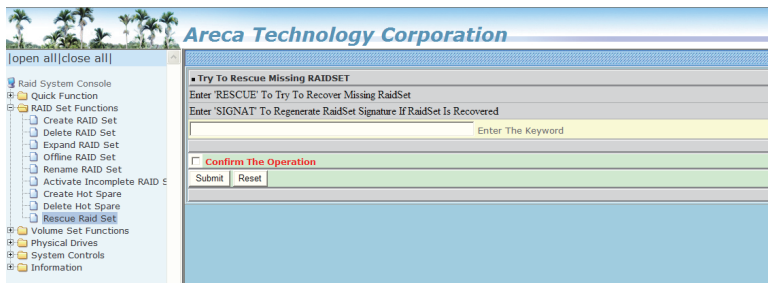 Areca Technology Corporation
|open all|close all|
Raid System Console
Quick Function
RAID Set Functions
Create RAID Set
Delete RAID Set
Expand RAID Set
Offline RAID Set
Rename RAID Set
Activate Incomplete RAID S
Create Hot Spare
Delete Hot Spare
Rescue Raid Set
Volume Set Functions
Physical Drives
System Controls
Information
Try To Rescue Missing RAIDSET
Enter 'RESCUE' To Try To Recover Missing RaidSet
Enter 'SIGNAT' To Regenerate RaidSet Signature If RaidSet Is Recovered
Enter The Keyword
Confirm The Operation
Submit Reset